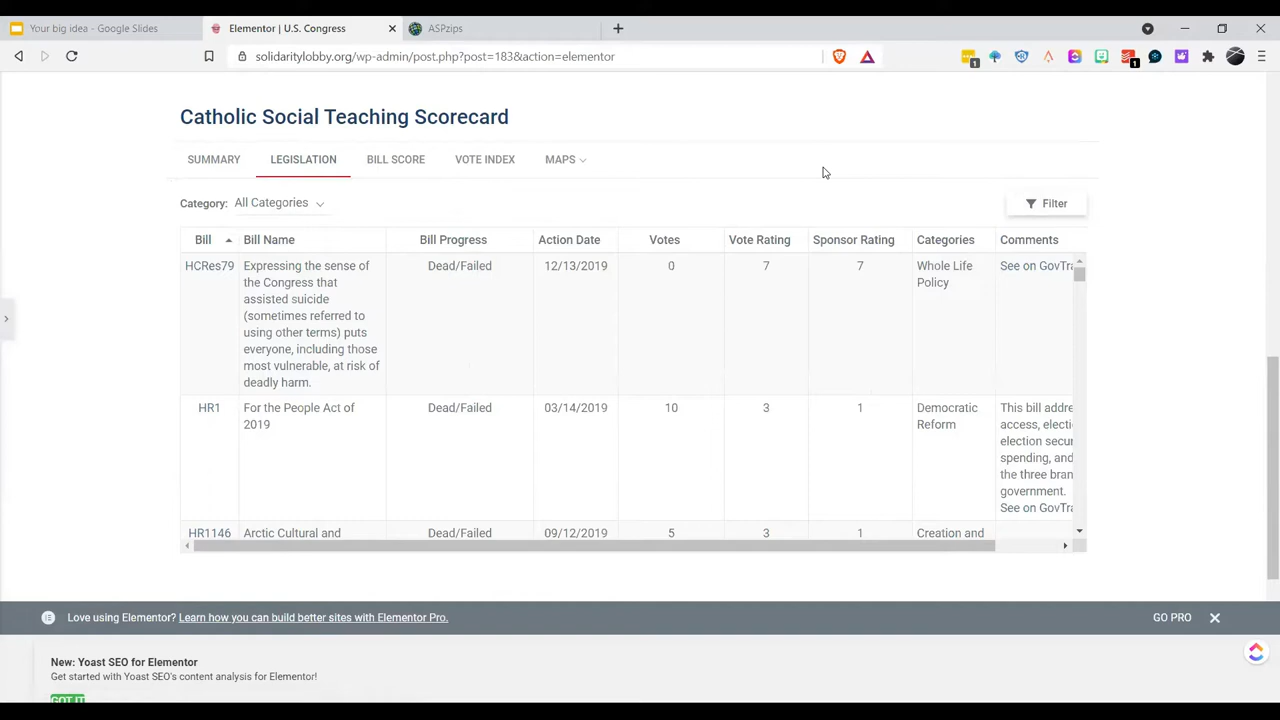 Your big idea - Google Slides
Elementor | U.S. Congress
ASPzips
solidaritylobby.org/wp-admin/post.php?post=183&action=elementor
1
1
Catholic Social Teaching Scorecard
SUMMARY
LEGISLATION
BILL SCORE
VOTE INDEX
MAPS
Category: All Categories
Filter
Bill
Bill Name
Bill Progress
Action Date
Votes
Vote Rating
Sponsor Rating
Categories
Comments
HCRes79
Expressing the sense of
the Congress that
assisted suicide
(sometimes referred to
using other terms) puts
everyone, including those
most vulnerable, at risk of
deadly harm.
Dead/Failed
12/13/2019
0
7
7
Whole Life
Policy
See on GovTra
HR1
For the People Act of
2019
Dead/Failed
03/14/2019
10
3
1
Democratic
Reform
This bill addre
access, electi
election secur
spending, and
the three bran
government.
See on GovTra
HR1146
Arctic Cultural and
Dead/Failed
09/12/2019
5
3
1
Creation and
Love using Elementor? Learn how you can build better sites with Elementor Pro.
GO PRO
New: Yoast SEO for Elementor
Get started with Yoast SEO's content analysis for Elementor!
GOT IT